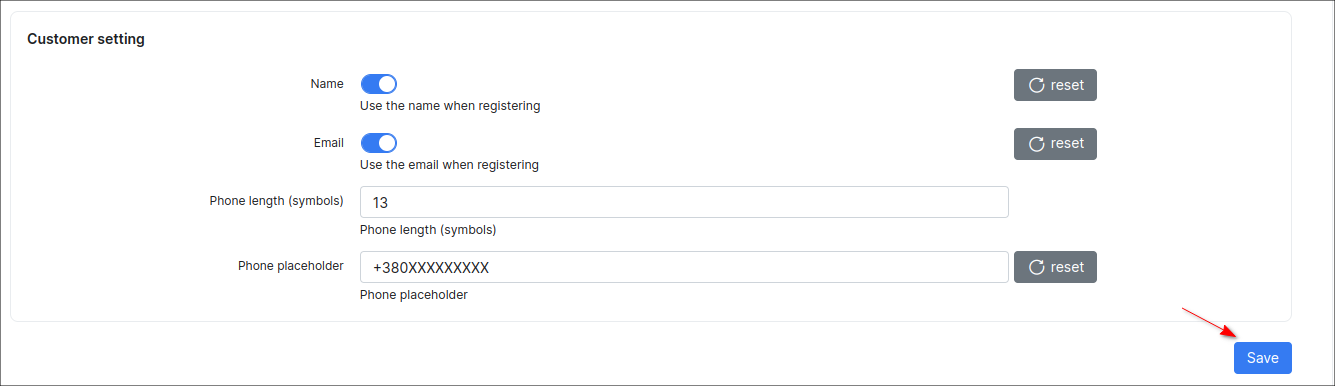 Customer setting
Name
reset
Use the name when registering
Email
reset
Use the email when registering
Phone length (symbols)
13
Phone length (symbols)
Phone placeholder
+380XXXXXXXXX
reset
Phone placeholder
Save